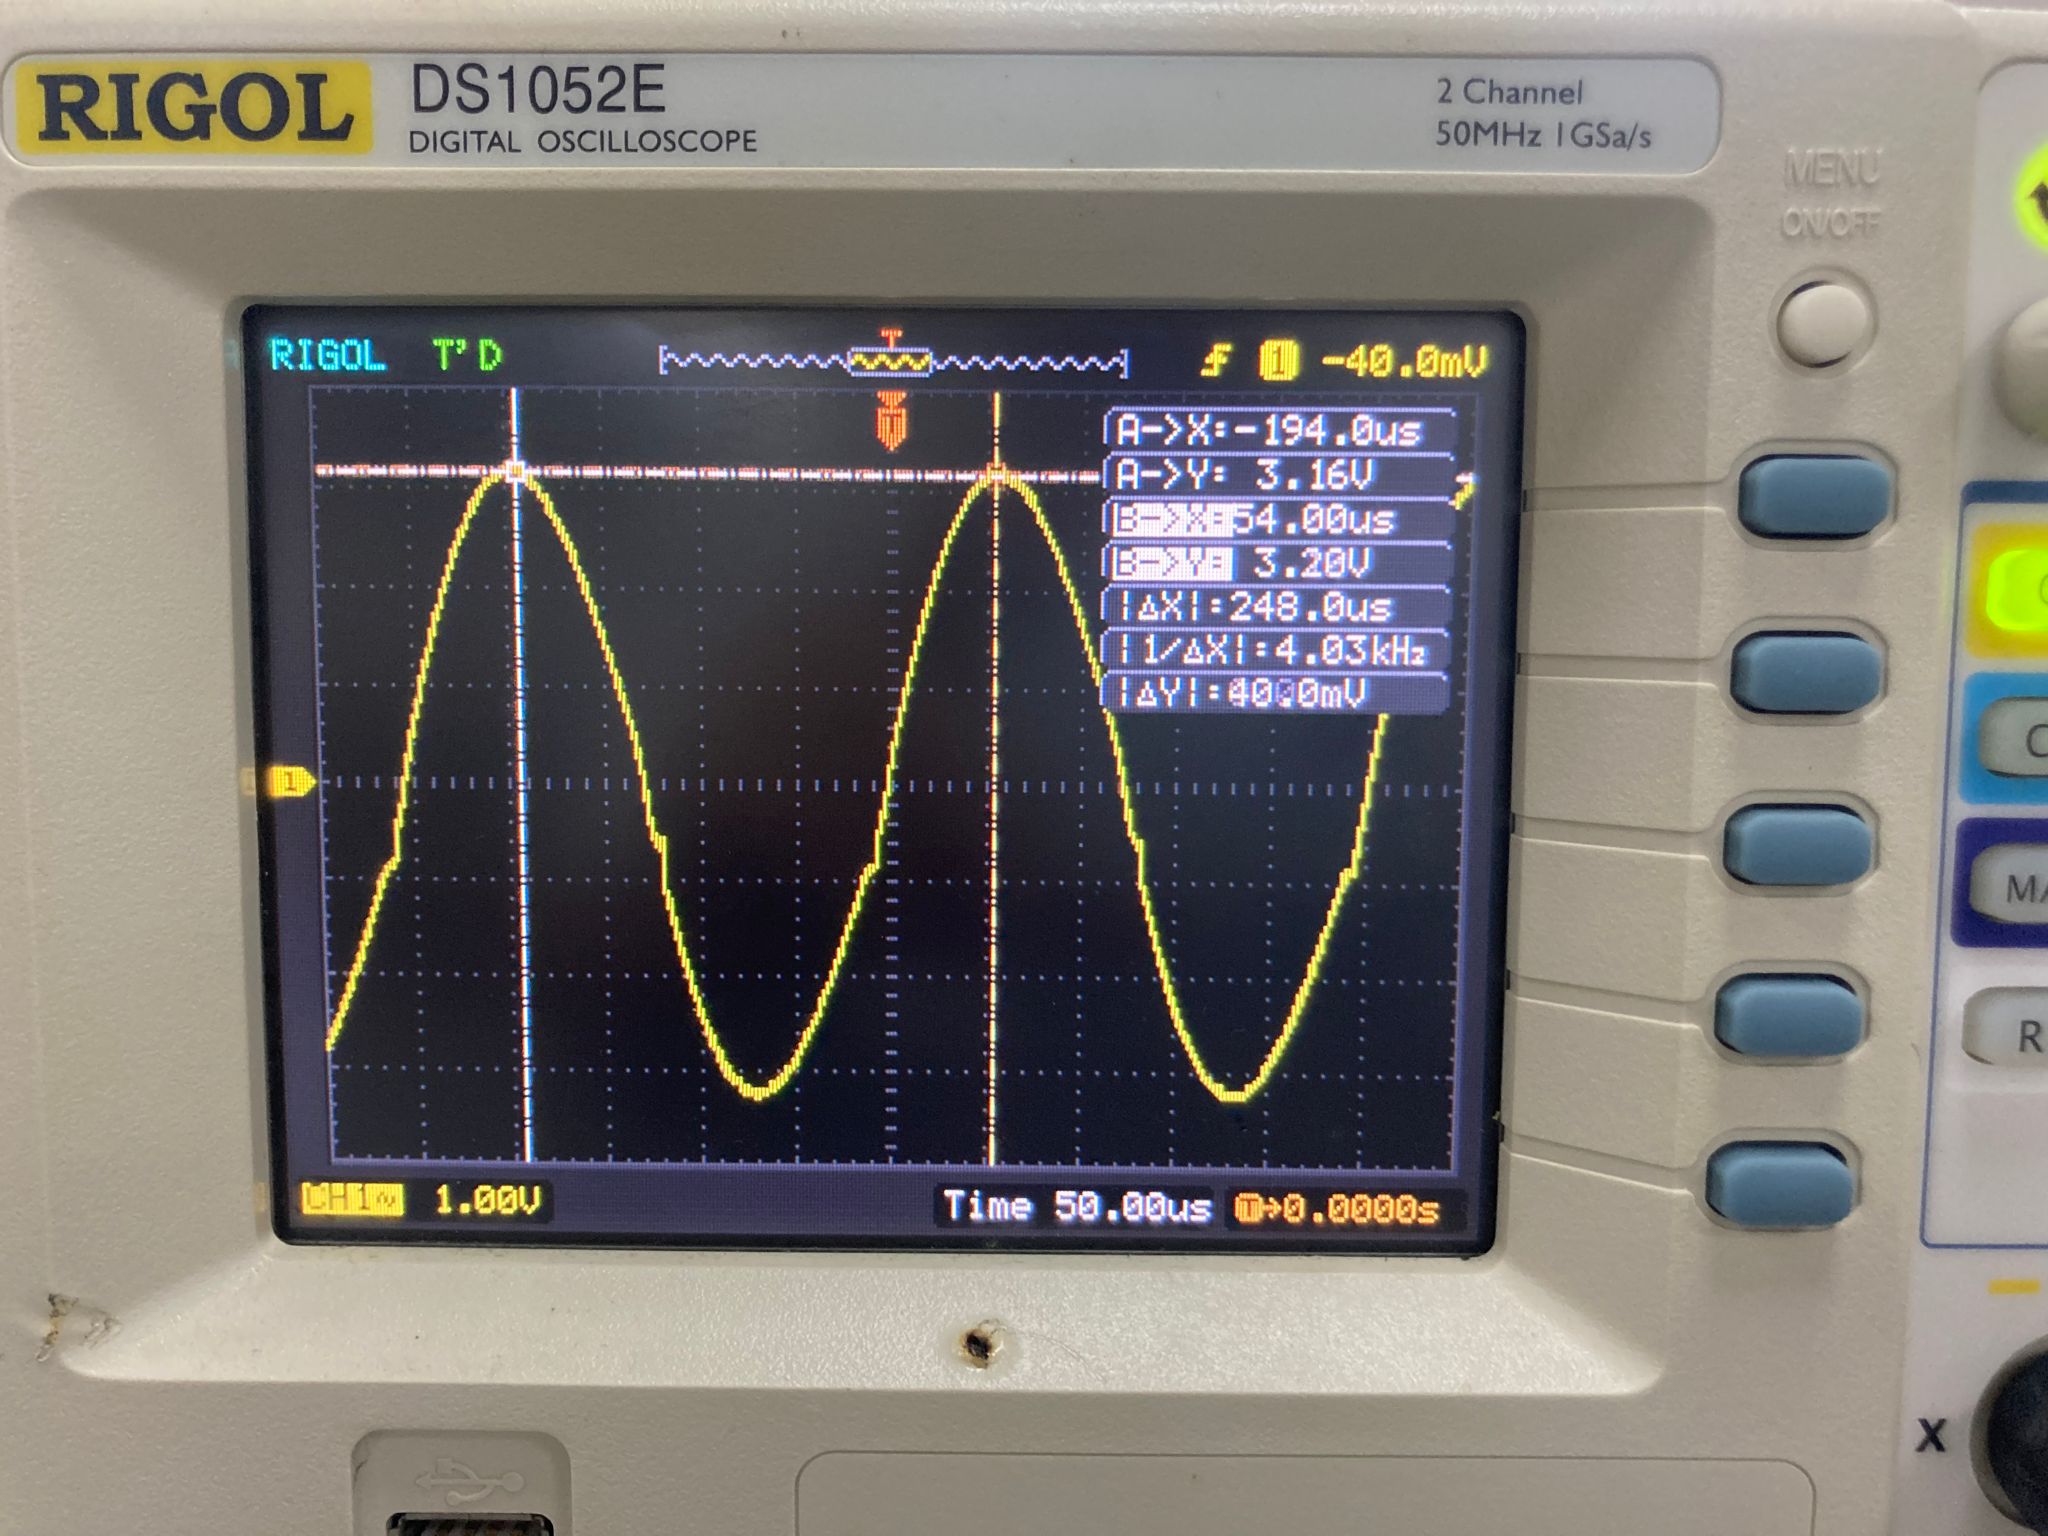 RIGOL DS1052E
DIGITAL OSCILLOSCOPE
2 Channel
50MHz 1GSa/s
MENU
ON/OFF
RIGOL T'D
T
1 -40.0mV
T
A->X:-194.0us
A->Y: 3.16V
B->X:54.00us
B->Y: 3.20V
|ΔX|:248.0us
|1/ΔX|:4.03kHz
|ΔY|:40.0mV
1
CH1~ 1.00V
Time 50.00us T→0.0000s
C
MA
R
X